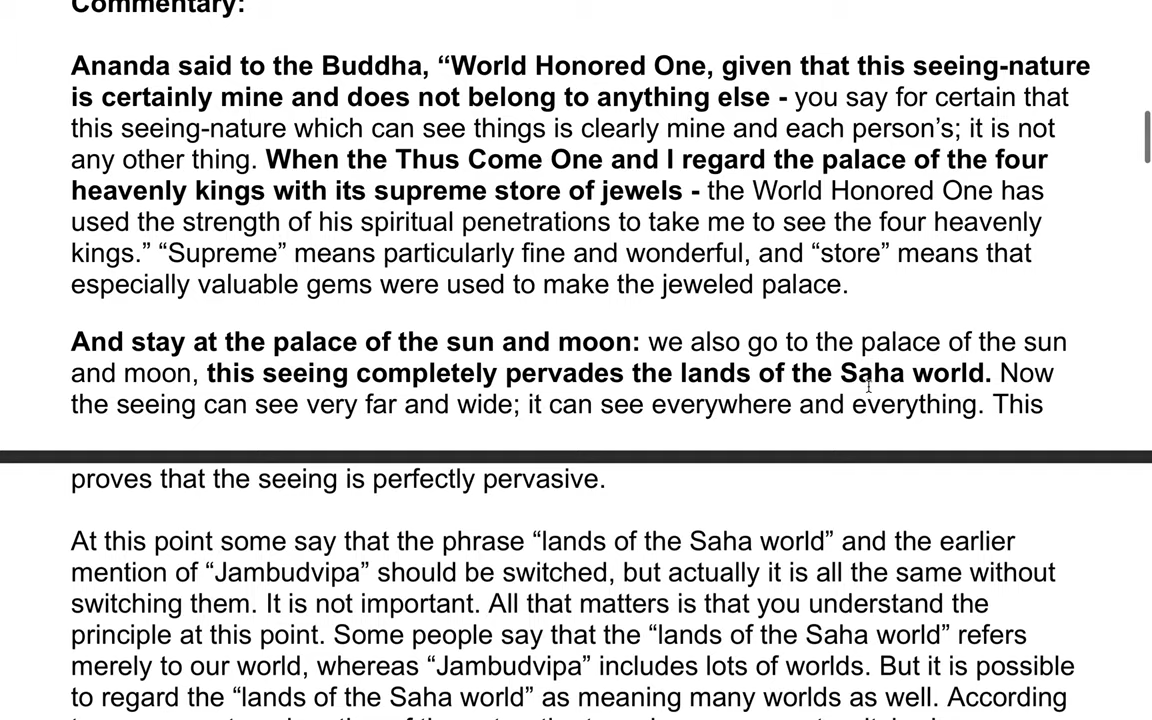 Commentary:
Ananda said to the Buddha, “World Honored One, given that this seeing-nature
is certainly mine and does not belong to anything else - you say for certain that
this seeing-nature which can see things is clearly mine and each person’s; it is not
any other thing. When the Thus Come One and I regard the palace of the four
heavenly kings with its supreme store of jewels - the World Honored One has
used the strength of his spiritual penetrations to take me to see the four heavenly
kings.” “Supreme” means particularly fine and wonderful, and “store” means that
especially valuable gems were used to make the jeweled palace.
And stay at the palace of the sun and moon: we also go to the palace of the sun
and moon, this seeing completely pervades the lands of the Saha world. Now
the seeing can see very far and wide; it can see everywhere and everything. This
proves that the seeing is perfectly pervasive.
At this point some say that the phrase “lands of the Saha world” and the earlier
mention of “Jambudvipa” should be switched, but actually it is all the same without
switching them. It is not important. All that matters is that you understand the
principle at this point. Some people say that the “lands of the Saha world” refers
merely to our world, whereas “Jambudvipa” includes lots of worlds. But it is possible
to regard the “lands of the Saha world” as meaning many worlds as well. According